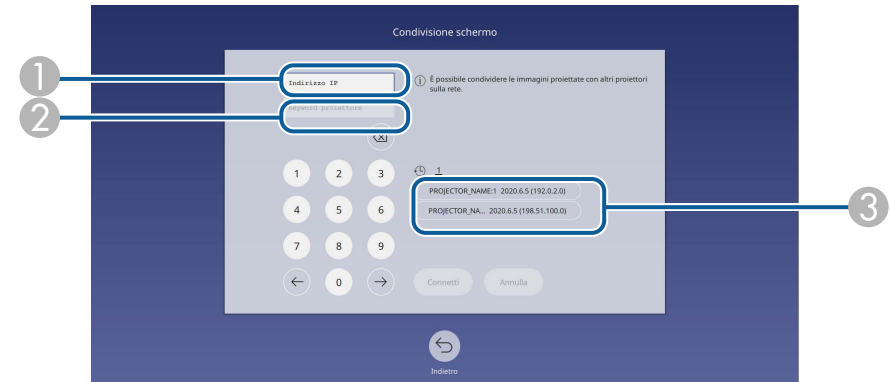 Condivisione schermo
1
Indirizzo IP
È possibile condividere le immagini proiettate con altri proiettori
sulla rete.
2
Keyword proiettore
1 2 3
1
PROJECTOR_NAME:1 2020.6.5 (192.0.2.0)
4 5 6
PROJECTOR_NA... 2020.6.5 (198.51.100.0)
3
7 8 9
0
Connetti Annulla
Indietro